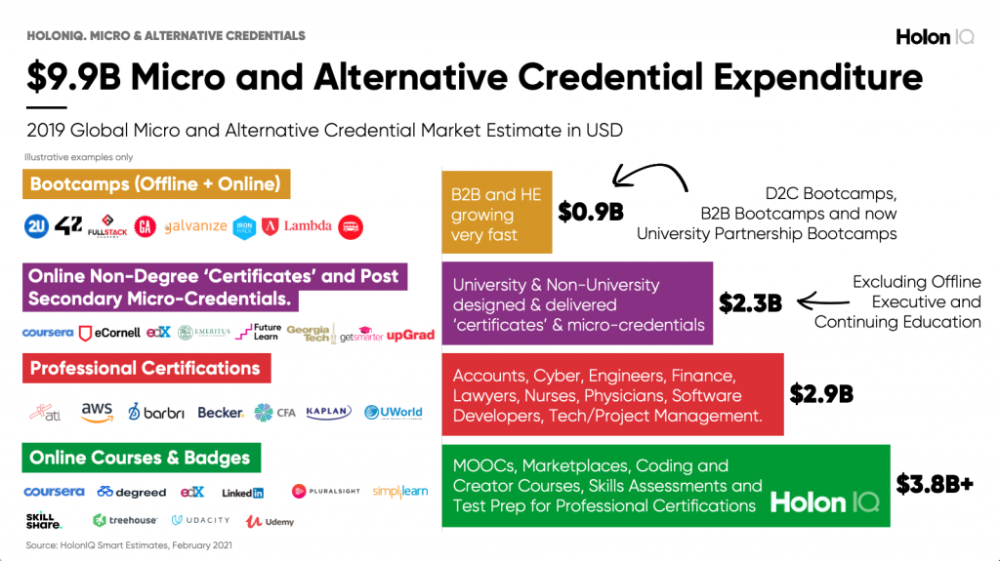 HOLONIQ. MICRO & ALTERNATIVE CREDENTIALS
Holon IQ
$9.9B Micro and Alternative Credential Expenditure
2019 Global Micro and Alternative Credential Market Estimate in USD
Illustrative examples only
Bootcamps (Offline + Online)
2U 42 FULLSTACK ACADEMY GA galvanize IRON HACK Lambda
B2B and HE
growing
very fast
$0.9B
D2C Bootcamps,
B2B Bootcamps and now
University Partnership Bootcamps
Online Non-Degree ‘Certificates’ and Post
Secondary Micro-Credentials.
coursera eCornell edX EMERITUS Future Learn Georgia Tech getsmarter upGrad
University & Non-University
designed & delivered
‘certificates’ & micro-credentials
$2.3B
Excluding Offline
Executive and
Continuing Education
Professional Certifications
ati aws barbri Becker. CFA KAPLAN UWorld
Accounts, Cyber, Engineers, Finance,
Lawyers, Nurses, Physicians, Software
Developers, Tech/Project Management.
$2.9B
Online Courses & Badges
coursera degreed edX LinkedIn PLURALSIGHT simplilearn
SKILL
SHARE. treehouse UDACITY Udemy
MOOCs, Marketplaces, Coding and
Creator Courses, Skills Assessments and
Test Prep for Professional Certifications
Holon IQ
$3.8B+
Source: HolonIQ Smart Estimates, February 2021